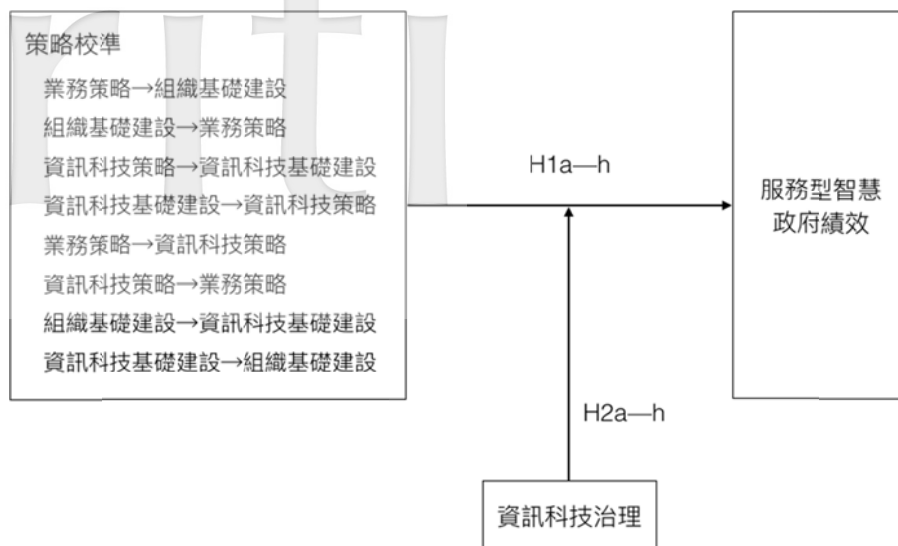 策略校準
業務策略→組織基礎建設
組織基礎建設→業務策略
資訊科技策略→資訊科技基礎建設
資訊科技基礎建設→資訊科技策略
業務策略→資訊科技策略
資訊科技策略→業務策略
組織基礎建設→資訊科技基礎建設
資訊科技基礎建設→組織基礎建設
H1a—h
服務型智慧
政府績效
H2a—h
資訊科技治理